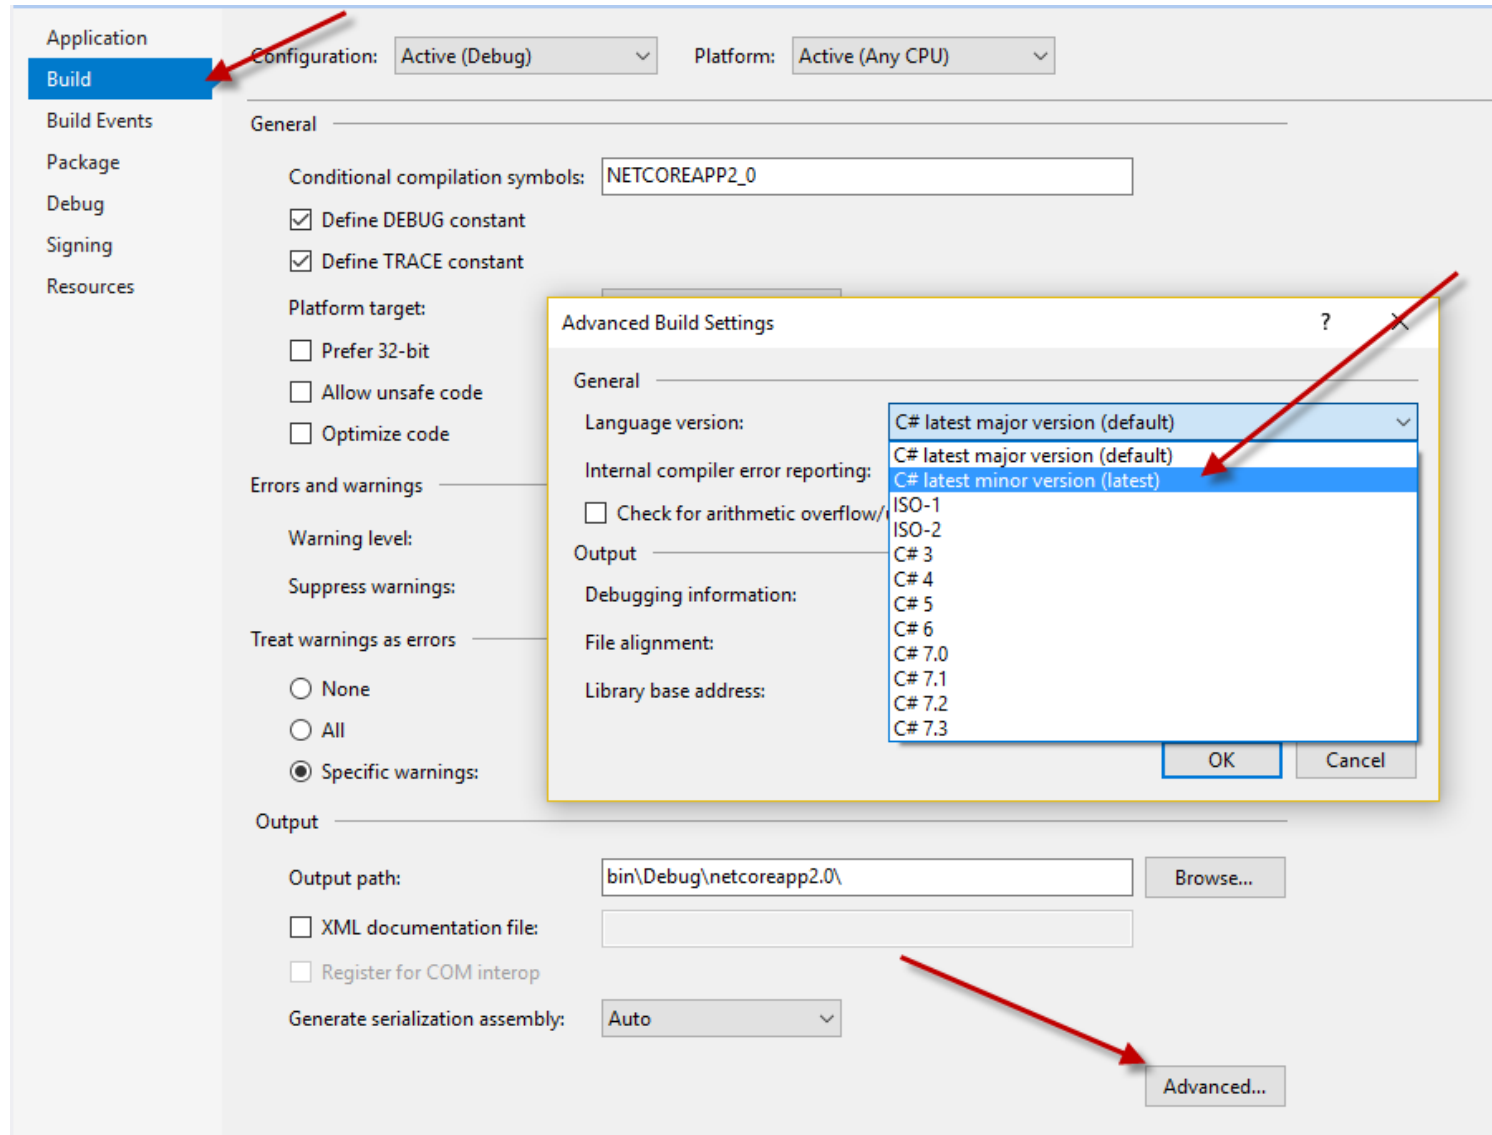 Application
Build
Build Events
Package
Debug
Signing
Resources
Configuration: Active (Debug) Platform: Active (Any CPU)
General
Conditional compilation symbols: NETCOREAPP2_0
Define DEBUG constant
Define TRACE constant
Platform target:
Prefer 32-bit
Allow unsafe code
Optimize code
Errors and warnings
Warning level:
Suppress warnings:
Treat warnings as errors
None
All
Specific warnings:
Output
Output path: bin\Debug\netcoreapp2.0\ Browse...
XML documentation file:
Register for COM interop
Generate serialization assembly: Auto
Advanced...
Advanced Build Settings ?
General
Language version: C# latest major version (default)
C# latest major version (default)
C# latest minor version (latest)
ISO-1
ISO-2
C# 3
C# 4
C# 5
C# 6
C# 7.0
C# 7.1
C# 7.2
C# 7.3
Internal compiler error reporting:
Check for arithmetic overflow/
Output
Debugging information:
File alignment:
Library base address:
OK Cancel